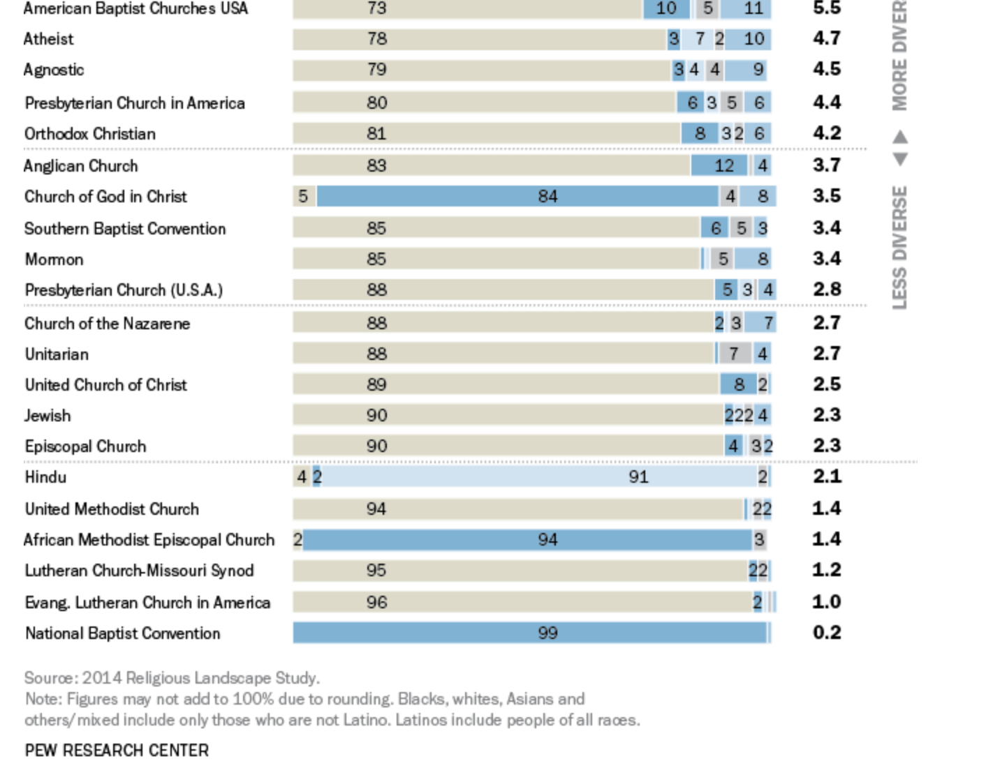 American Baptist Churches USA 73 10 5 11 5.5
Atheist 78 3 7 2 10 4.7
Agnostic 79 3 4 4 9 4.5
Presbyterian Church in America 80 6 3 5 6 4.4
Orthodox Christian 81 8 3 2 6 4.2
Anglican Church 83 12 4 3.7
Church of God in Christ 5 84 4 8 3.5
Southern Baptist Convention 85 6 5 3 3.4
Mormon 85 5 8 3.4
Presbyterian Church (U.S.A.) 88 5 3 4 2.8
Church of the Nazarene 88 2 3 7 2.7
Unitarian 88 7 4 2.7
United Church of Christ 89 8 2 2.5
Jewish 90 2 2 2 4 2.3
Episcopal Church 90 4 3 2 2.3
Hindu 4 2 91 2 2.1
United Methodist Church 94 2 2 1.4
African Methodist Episcopal Church 2 94 3 1.4
Lutheran Church-Missouri Synod 95 2 2 1.2
Evang. Lutheran Church in America 96 2 1.0
National Baptist Convention 99 0.2
MORE DIVER
LESS DIVERSE
Source: 2014 Religious Landscape Study.
Note: Figures may not add to 100% due to rounding. Blacks, whites, Asians and
others/mixed include only those who are not Latino. Latinos include people of all races.
PEW RESEARCH CENTER